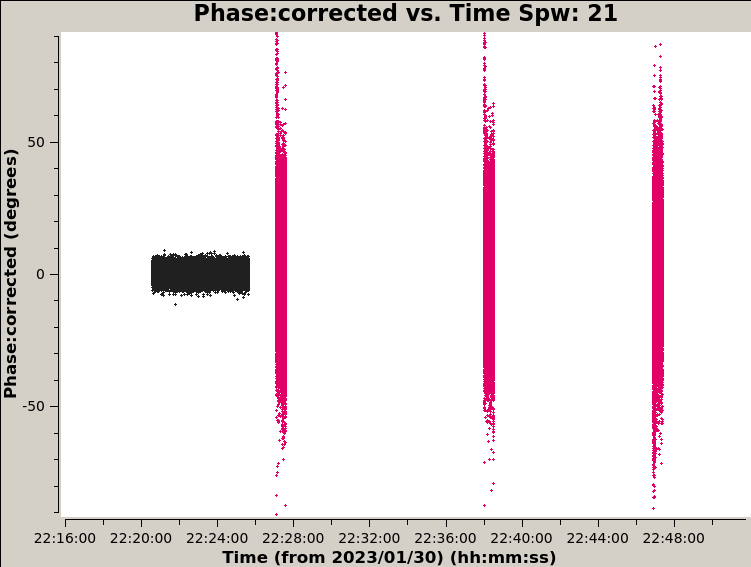 Phase:corrected vs. Time Spw: 21
Phase:corrected (degrees)
50
0
-50
22:16:00 22:20:00 22:24:00 22:28:00 22:32:00 22:36:00 22:40:00 22:44:00 22:48:00
Time (from 2023/01/30) (hh:mm:ss)